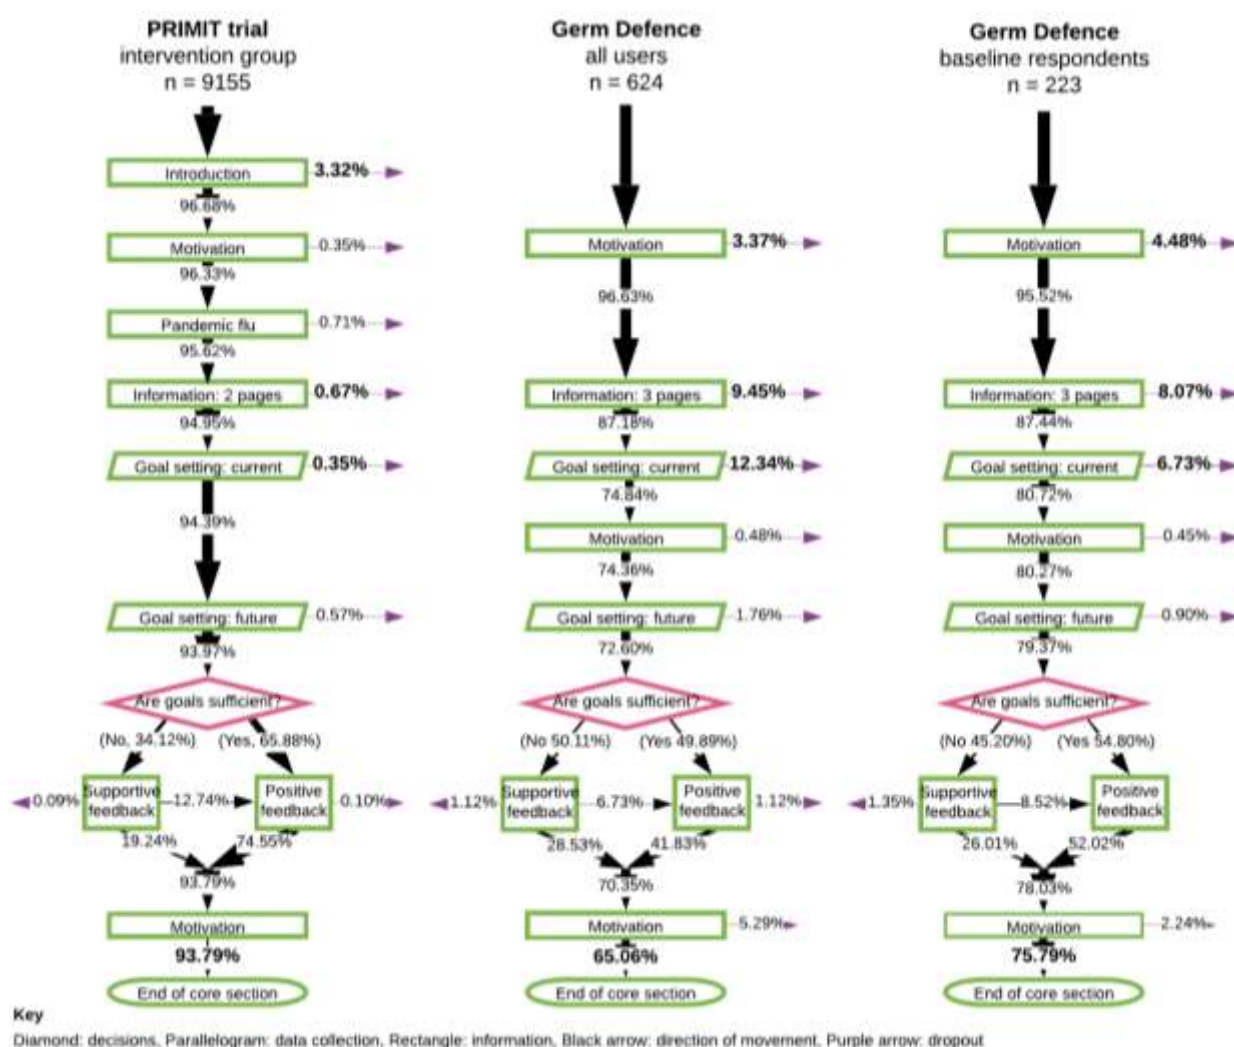 PRIMIT trial
intervention group
n = 9155
Introduction
3.32%
96.68%
Motivation
0.35%
96.33%
Pandemic flu
0.71%
95.62%
Information: 2 pages
0.67%
94.95%
Goal setting: current
0.35%
94.39%
Goal setting: future
0.57%
93.97%
Are goals sufficient?
(No, 34.12%) (Yes, 65.88%)
0.09%
Supportive
feedback
12.74%
Positive
feedback
0.10%
19.24%
74.55%
93.79%
Motivation
93.79%
End of core section
Germ Defence
all users
n = 624
Motivation
3.37%
96.63%
Information: 3 pages
9.45%
87.18%
Goal setting: current
12.34%
74.84%
Motivation
0.48%
74.36%
Goal setting: future
1.76%
72.60%
Are goals sufficient?
(No 50.11%) (Yes 49.89%)
1.12%
Supportive
feedback
6.73%
Positive
feedback
1.12%
28.53%
41.83%
70.35%
Motivation
5.29%
65.06%
End of core section
Germ Defence
baseline respondents
n = 223
Motivation
4.48%
95.52%
Information: 3 pages
8.07%
87.44%
Goal setting: current
6.73%
80.72%
Motivation
0.45%
80.27%
Goal setting: future
0.90%
79.37%
Are goals sufficient?
(No 45.20%) (Yes 54.80%)
1.35%
Supportive
feedback
8.52%
Positive
feedback
26.01%
52.02%
78.03%
Motivation
2.24%
75.79%
End of core section
Key
Diamond: decisions, Parallelogram: data collection, Rectangle: information, Black arrow: direction of movement, Purple arrow: dropout